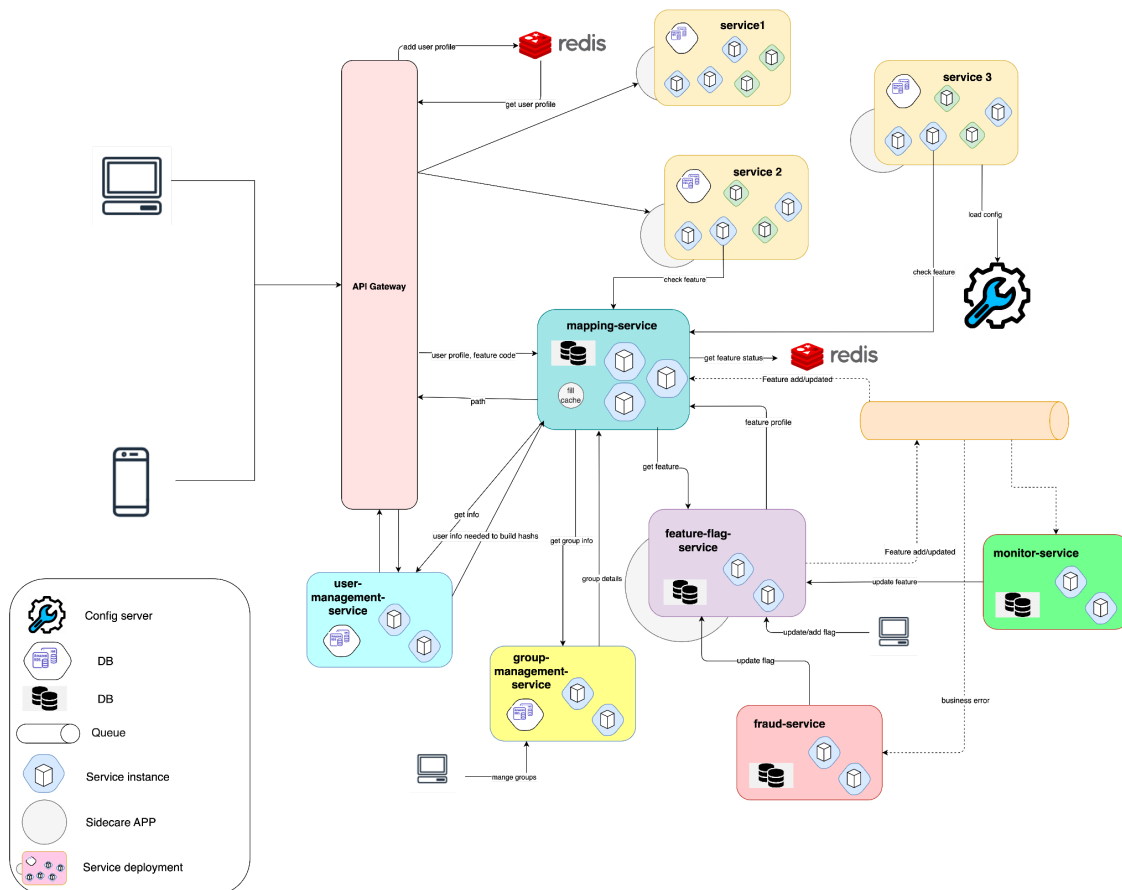 service1
redis
add user profile
get user profile
service 3
service 2
load config
check feature
check feature
API Gateway
mapping-service
user profile, feature code
get feature status
redis
Feature add/updated
fill
cache
path
feature profile
get feature
get info
user info needed to build hashs
get group info
group details
feature-flag-
service
Feature add/updated
monitor-service
user-
management-
service
update feature
update/add flag
group-
management-
service
update flag
business error
fraud-service
mange groups
Config server
DB
DB
Queue
Service instance
Sidecare APP
Service deployment